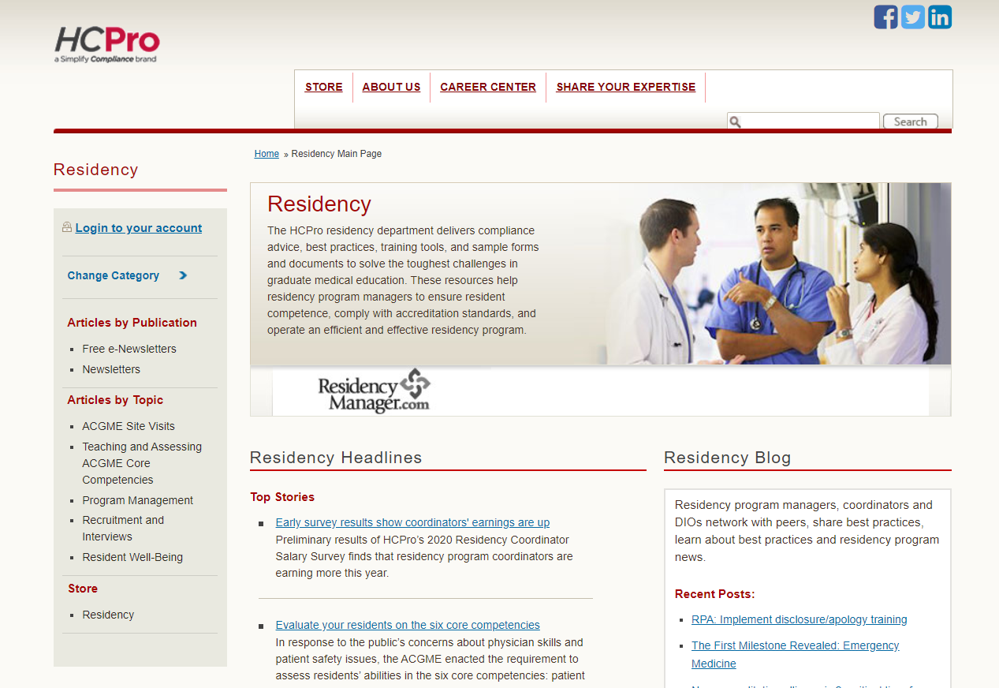 HCPro
a Simplify Compliance brand
STORE
ABOUT US
CAREER CENTER
SHARE YOUR EXPERTISE
Search
Residency
Login to your account
Change Category
Articles by Publication
Free e-Newsletters
Newsletters
Articles by Topic
ACGME Site Visits
Teaching and Assessing
ACGME Core
Competencies
Program Management
Recruitment and
Interviews
Resident Well-Being
Store
Residency
Home » Residency Main Page
Residency
The HCPro residency department delivers compliance
advice, best practices, training tools, and sample forms
and documents to solve the toughest challenges in
graduate medical education. These resources help
residency program managers to ensure resident
competence, comply with accreditation standards, and
operate an efficient and effective residency program.
Residency
Manager.com
Residency Headlines
Top Stories
Early survey results show coordinators' earnings are up
Preliminary results of HCPro’s 2020 Residency Coordinator
Salary Survey finds that residency program coordinators are
earning more this year.
Evaluate your residents on the six core competencies
In response to the public’s concerns about physician skills and
patient safety issues, the ACGME enacted the requirement to
assess residents’ abilities in the six core competencies: patient
Residency Blog
Residency program managers, coordinators and
DIOs network with peers, share best practices,
learn about best practices and residency program
news.
Recent Posts:
RPA: Implement disclosure/apology training
The First Milestone Revealed: Emergency
Medicine